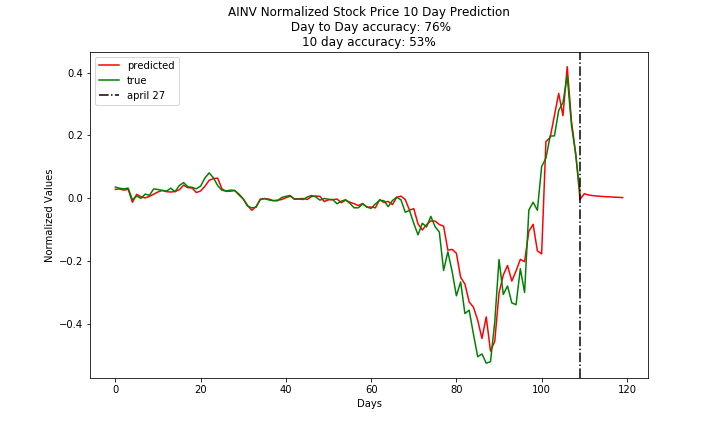 AINV Normalized Stock Price 10 Day Prediction
Day to Day accuracy: 76%
10 day accuracy: 53%
predicted
true
april 27
Normalized Values
0.4
0.2
0.0
−0.2
−0.4
0 20 40 60 80 100 120
Days